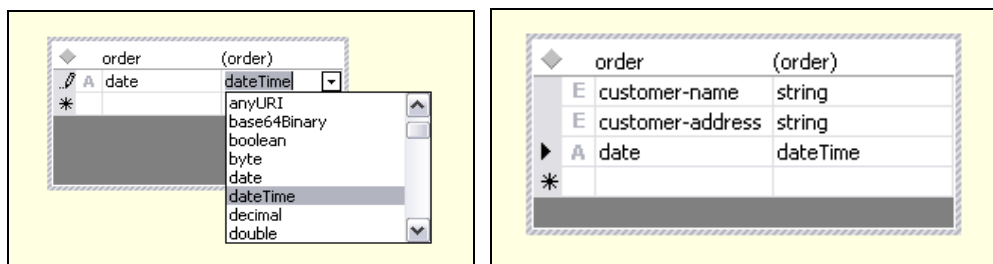 order (order)
A date dateTime
anyURI
base64Binary
boolean
byte
date
dateTime
decimal
double
order (order)
E customer-name string
E customer-address string
A date dateTime